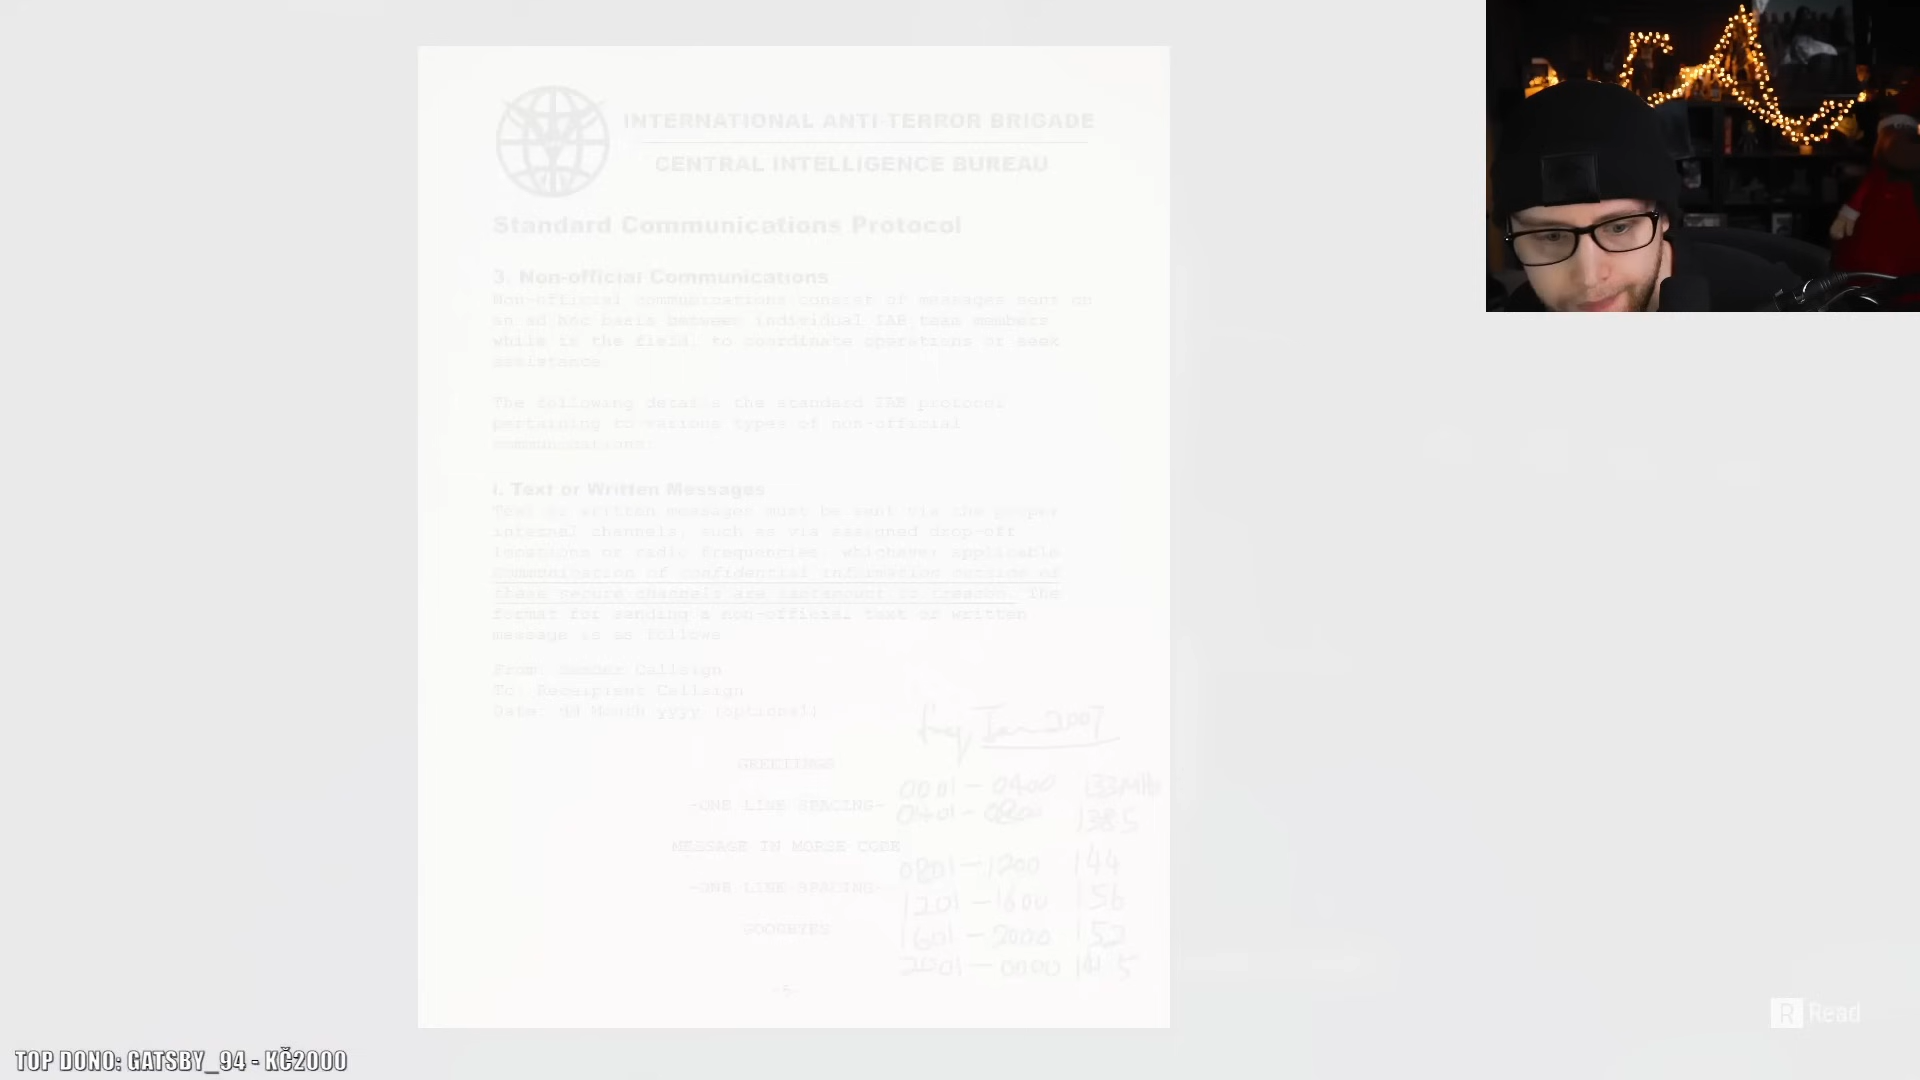 INTERNATIONAL ANTI-TERROR BRIGADE
CENTRAL INTELLIGENCE BUREAU
Standard Communications Protocol
3. Non-official Communications
Non-official communications consist of messages sent on
an ad hoc basis between individual IAB team members
while in the field, to coordinate operations or seek
assistance.
The following details the standard IAB protocol
pertaining to various types of non-official
communications.
i. Text or Written Messages
Text or written messages must be sent via the proper
internal channels, such as via assigned drop-off
locations or radio frequencies, whichever applicable.
Communication of confidential information outside of
these secure channels are tantamount to treason. The
format for sending a non-official text or written
message is as follows:
From: Sender Callsign
To: Receipient Callsign
Date: dd Month yyyy (optional)
freq Jan 2007
GREETINGS
0001 - 0400 133MHz
-ONE LINE SPACING-
0401 - 0800 138.5
MESSAGE IN MORSE CODE
0801 - 1200 144
-ONE LINE SPACING-
1201 - 1600 156
GOODBYES
1601 - 2000 152
2001 - 0000
-5-
R Read
TOP DONO: GATSBY_94 - KČ2000